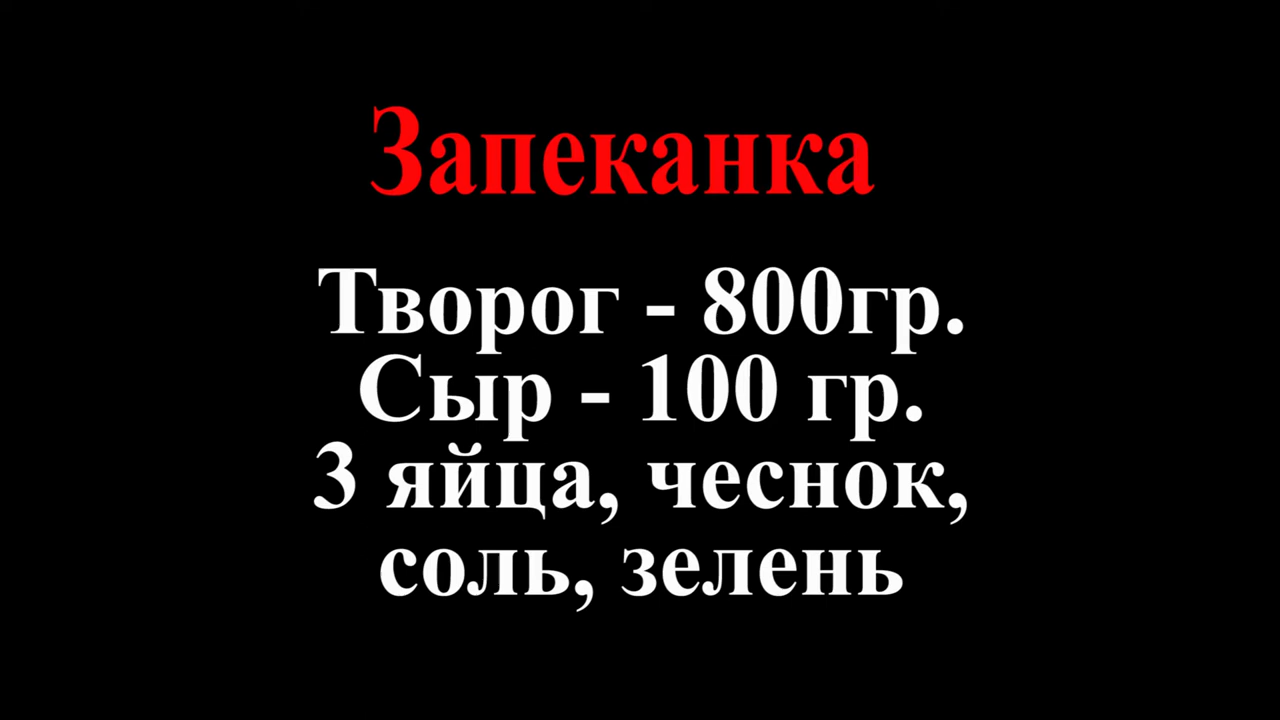 Запеканка
Творог - 800гр.
Сыр - 100 гр.
3 яйца, чеснок,
соль, зелень